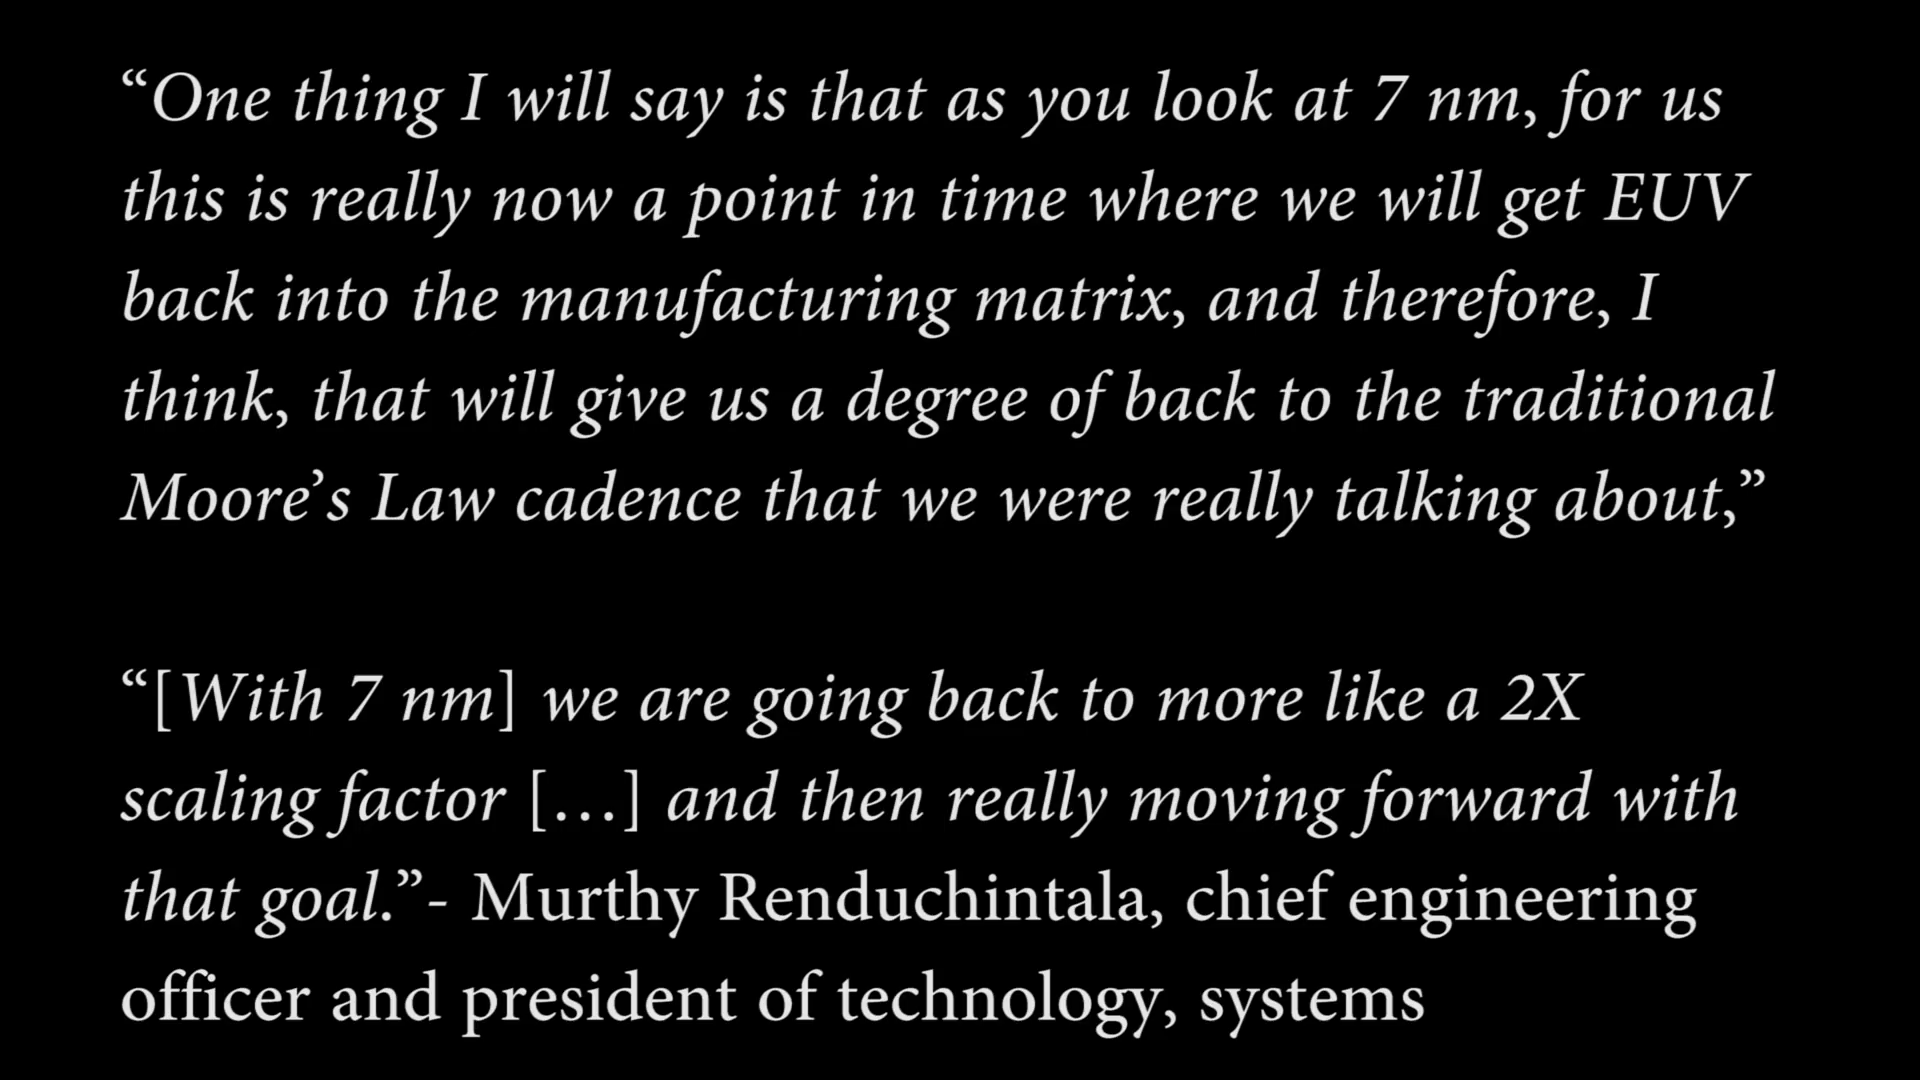 “One thing I will say is that as you look at 7 nm, for us
this is really now a point in time where we will get EUV
back into the manufacturing matrix, and therefore, I
think, that will give us a degree of back to the traditional
Moore’s Law cadence that we were really talking about,”
“[With 7 nm] we are going back to more like a 2X
scaling factor […] and then really moving forward with
that goal.”- Murthy Renduchintala, chief engineering
officer and president of technology, systems